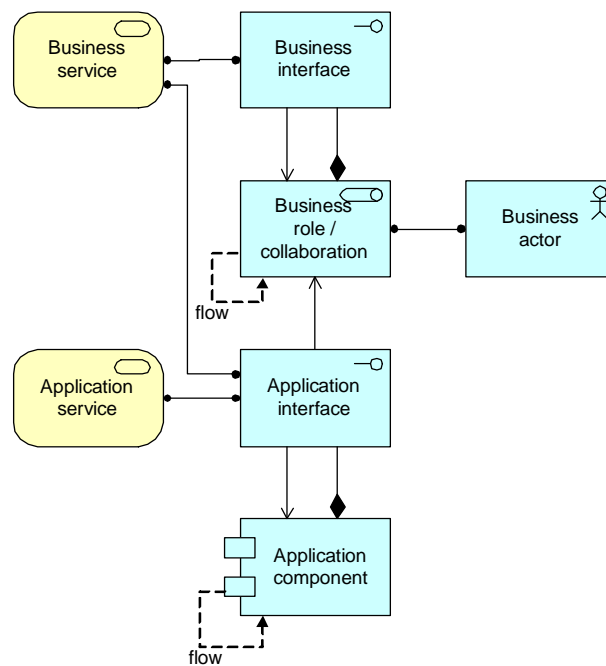 Business
service
Business
interface
Business
role /
collaboration
Business
actor
flow
Application
service
Application
interface
Application
component
flow